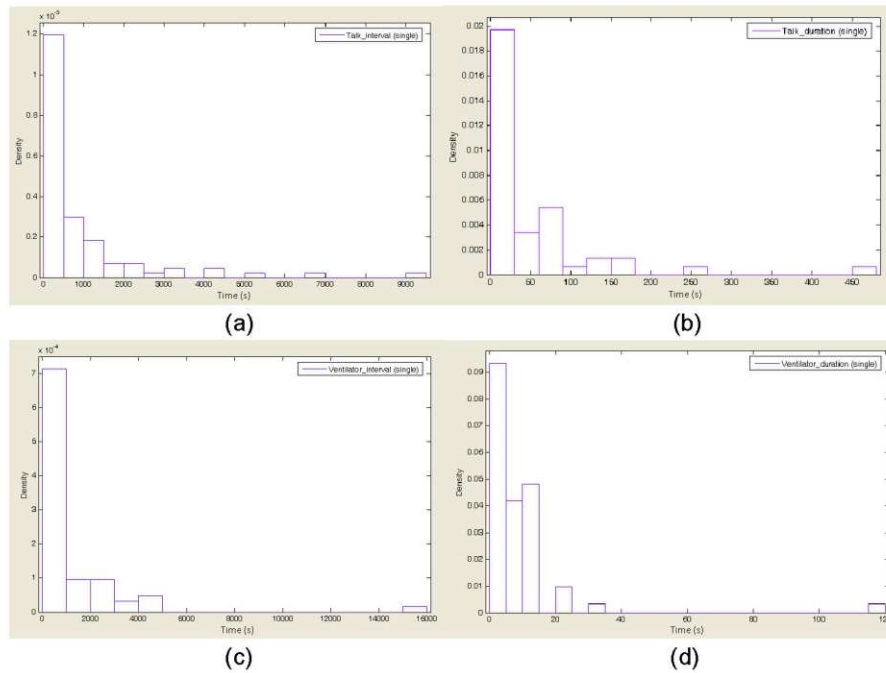 × 10⁻³
Talk_interval (single)
1.2
1
0.8
0.6
0.4
0.2
0
Density
0 1000 2000 3000 4000 5000 6000 7000 8000 9000
Time (s)
(a)
Talk_duration (single)
0.02
0.018
0.016
0.014
0.012
0.01
0.008
0.006
0.004
0.002
0
Density
0 50 100 150 200 250 300 350 400 450
Time (s)
(b)
× 10⁻⁴
Ventilator_interval (single)
7
6
5
4
3
2
1
0
Density
0 2000 4000 6000 8000 10000 12000 14000 16000
Time (s)
(c)
Ventilator_duration (single)
0.09
0.08
0.07
0.06
0.05
0.04
0.03
0.02
0.01
0
Density
0 20 40 60 80 100 120
Time (s)
(d)